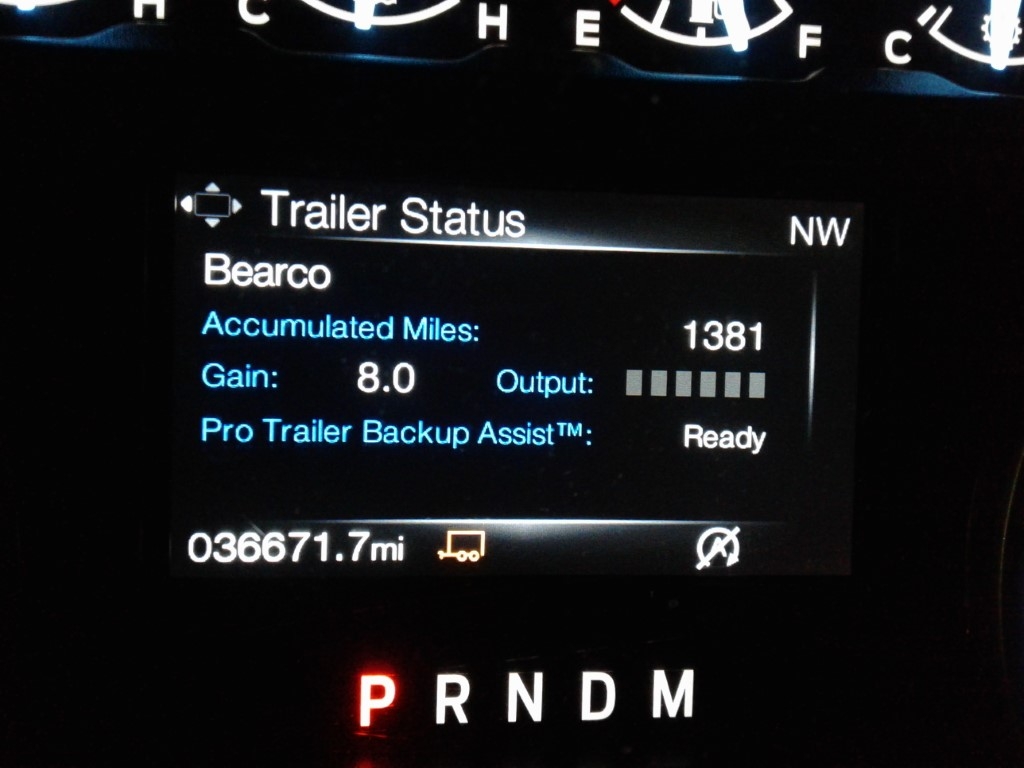 H C H E F C
Trailer Status NW
Bearco
Accumulated Miles: 1381
Gain: 8.0 Output:
Pro Trailer Backup Assist™: Ready
036671.7mi
P R N D M